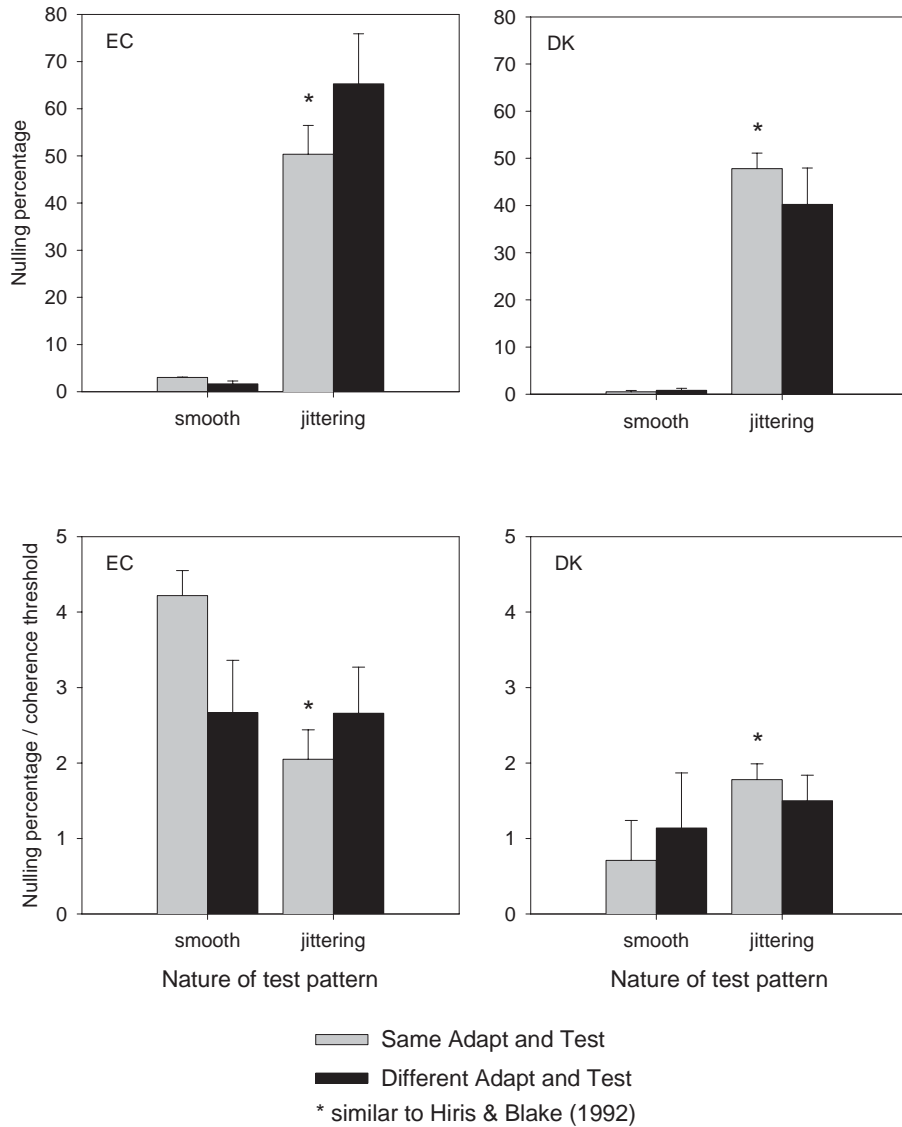 EC
80
70
60
50
40
30
20
10
0
Nulling percentage
*
smooth jittering
DK
80
70
60
50
40
30
20
10
0
*
smooth jittering
EC
5
4
3
2
1
0
Nulling percentage / coherence threshold
*
smooth jittering
Nature of test pattern
DK
5
4
3
2
1
0
*
smooth jittering
Nature of test pattern
Same Adapt and Test
Different Adapt and Test
* similar to Hiris & Blake (1992)